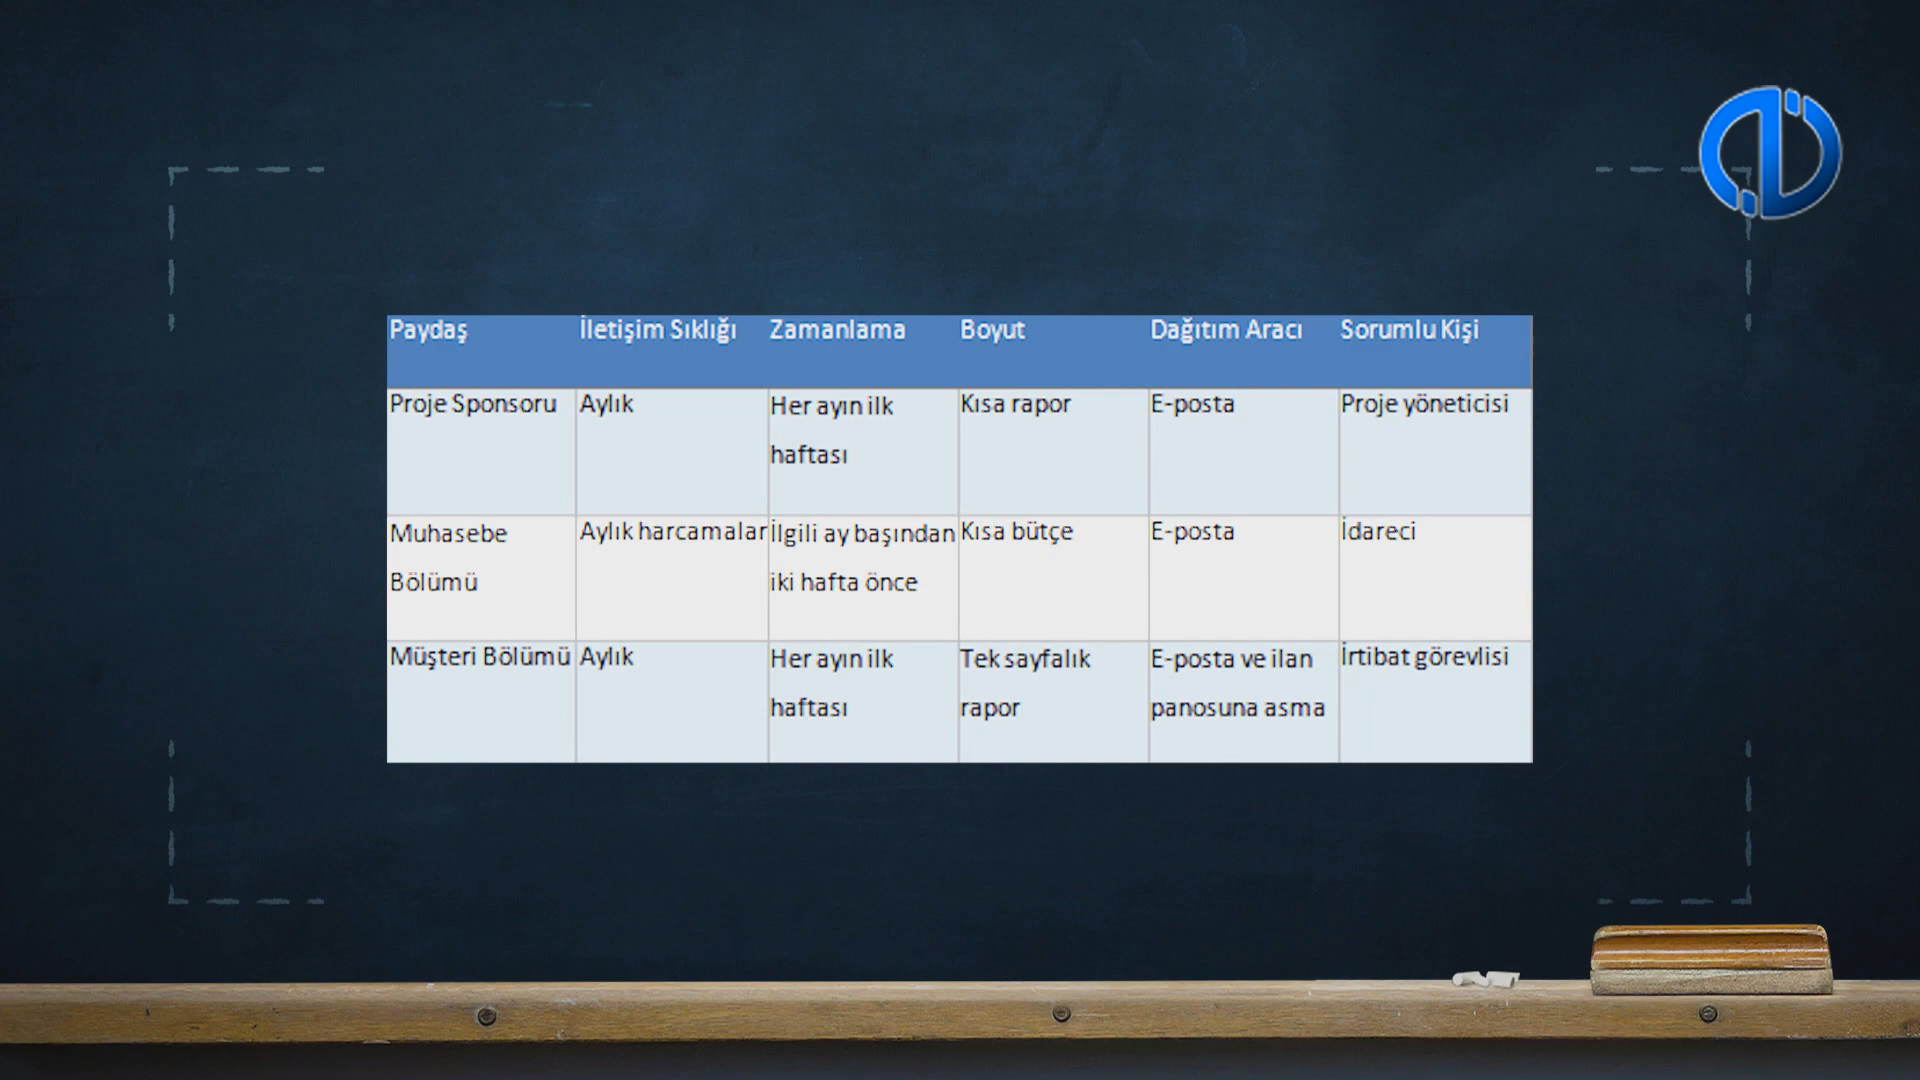 Paydaş İletişim Sıklığı Zamanlama Boyut Dağıtım Aracı Sorumlu Kişi
Proje Sponsoru Aylık Her ayın ilk Kısa rapor E-posta Proje yöneticisi
haftası
Muhasebe Aylık harcamalar İlgili ay başından Kısa bütçe E-posta İdareci
Bölümü iki hafta önce
Müşteri Bölümü Aylık Her ayın ilk Tek sayfalık E-posta ve ilan İrtibat görevlisi
haftası rapor panosuna asma